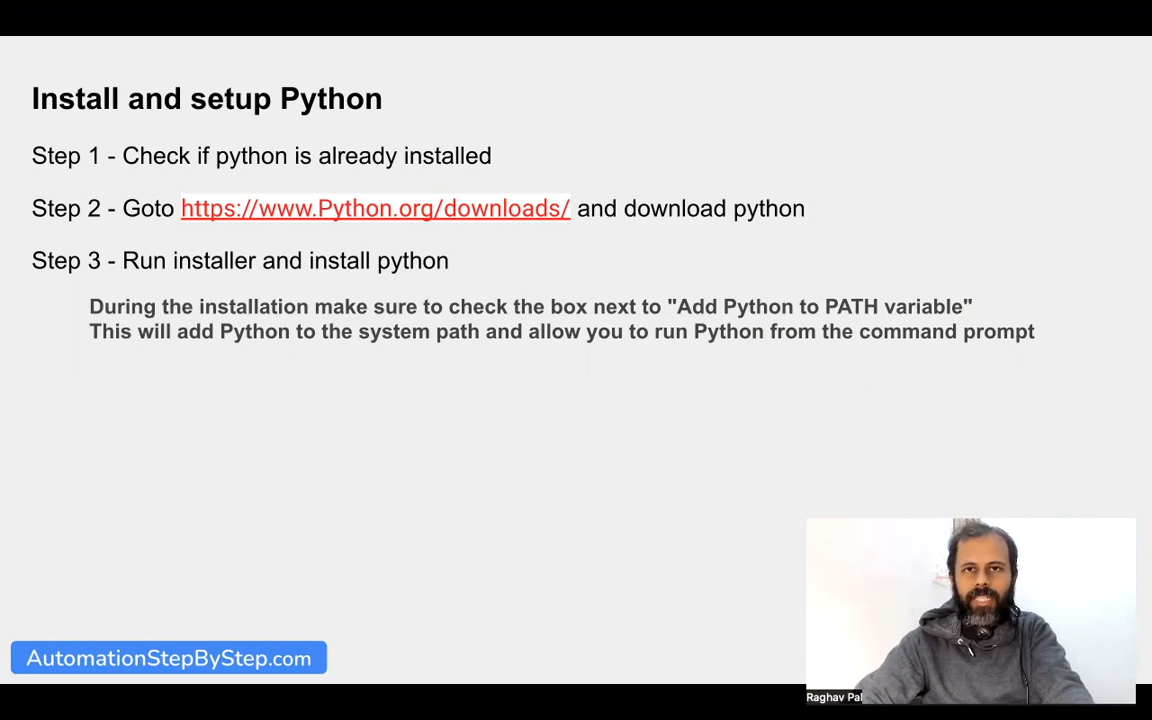 Install and setup Python
Step 1 - Check if python is already installed
Step 2 - Goto https://www.Python.org/downloads/ and download python
Step 3 - Run installer and install python
During the installation make sure to check the box next to "Add Python to PATH variable"
This will add Python to the system path and allow you to run Python from the command prompt
AutomationStepByStep.com
Raghav Pal